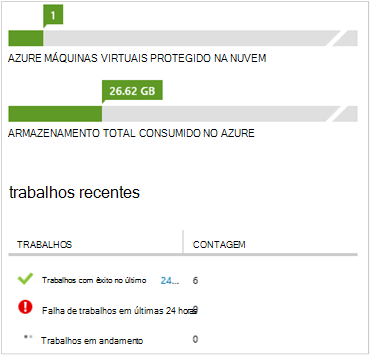 1
AZURE MÁQUINAS VIRTUAIS PROTEGIDO NA NUVEM
26.62 GB
ARMAZENAMENTO TOTAL CONSUMIDO NO AZURE
trabalhos recentes
TRABALHOS CONTAGEM
Trabalhos com êxito no último 24... 6
Falha de trabalhos em últimas 24 horas 0
Trabalhos em andamento 0